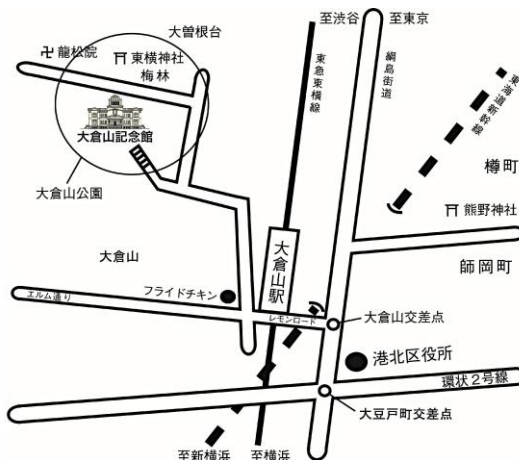 至渋谷
至東京
大曽根台
卍 龍松院
東横神社
梅林
東急東横線
綱島街道
東海道新幹線
大倉山記念館
樽町
大倉山公園
熊野神社
大倉山
大倉山駅
師岡町
フライドチキン
エルム通り
レモンロード
大倉山交差点
港北区役所
環状2号線
大豆戸町交差点
至新横浜
至横浜